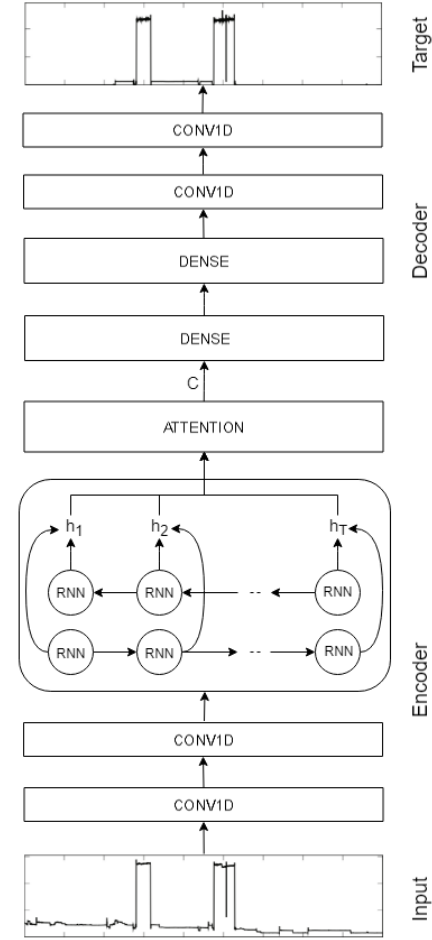 Target
CONV1D
CONV1D
Decoder
DENSE
DENSE
C
ATTENTION
h1 h2 hT
RNN RNN -- RNN
RNN RNN -- RNN
Encoder
CONV1D
CONV1D
Input